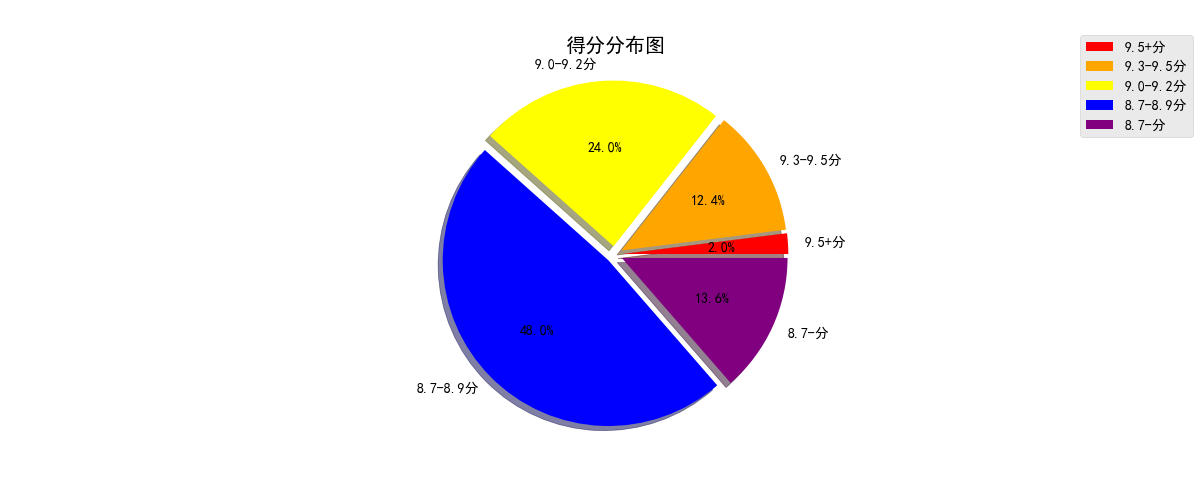 得分分布图
9.0-9.2分
24.0%
9.3-9.5分
12.4%
9.5+分
2.0%
13.6%
8.7-分
48.0%
8.7-8.9分
9.5+分
9.3-9.5分
9.0-9.2分
8.7-8.9分
8.7-分